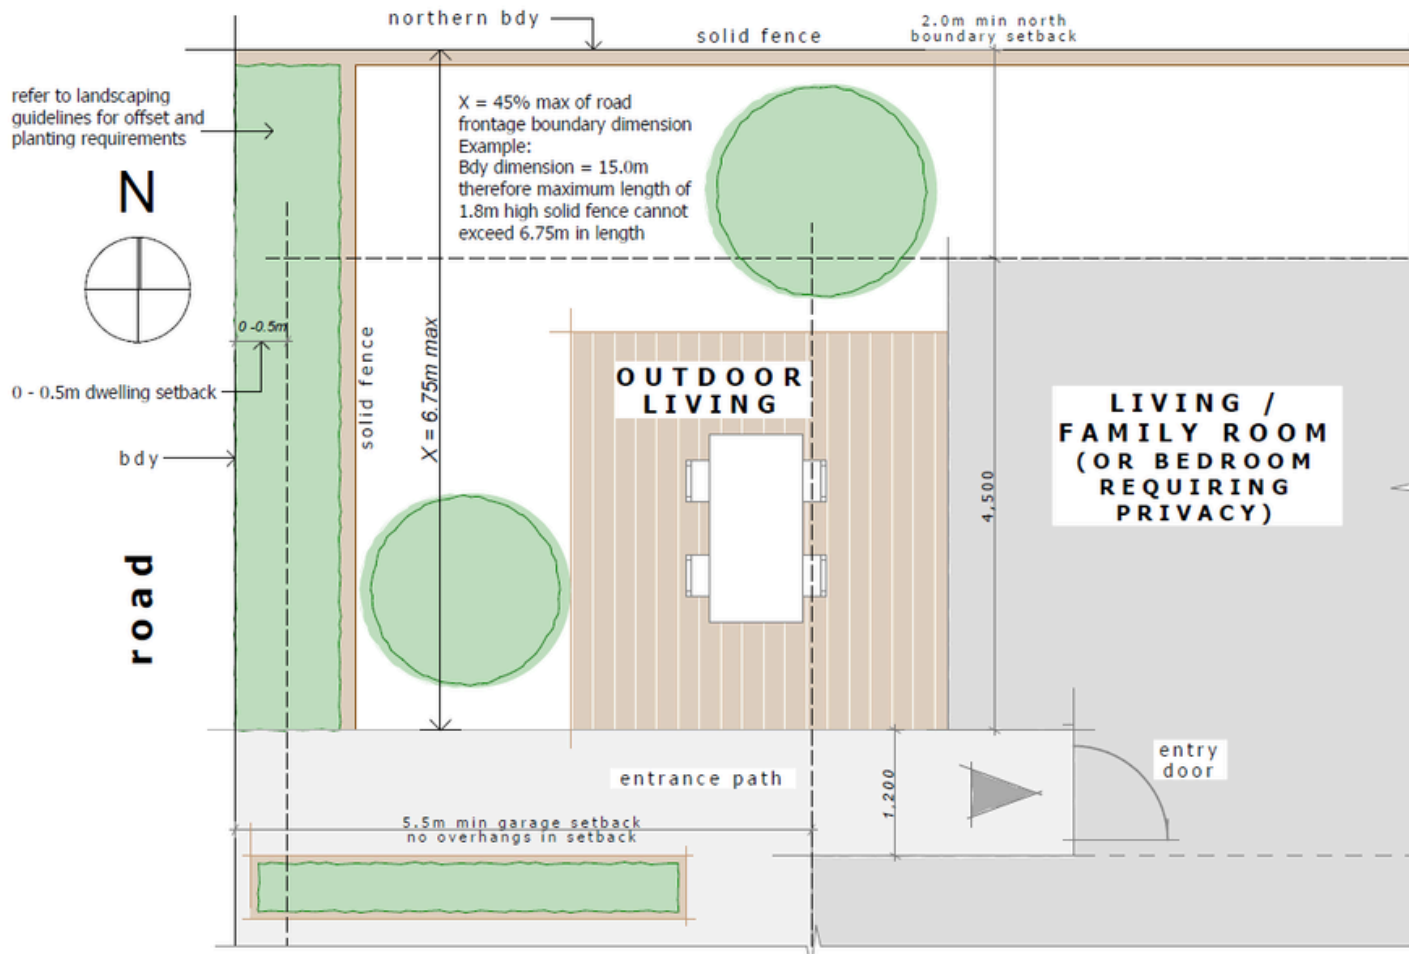 northern bdy
solid fence
2.0m min north
boundary setback
refer to landscaping
guidelines for offset and
planting requirements
X = 45% max of road
frontage boundary dimension
Example:
Bdy dimension = 15.0m
therefore maximum length of
1.8m high solid fence cannot
exceed 6.75m in length
N
0 -0.5m
0 - 0.5m dwelling setback
solid fence
X = 6.75m max
OUTDOOR
LIVING
LIVING /
FAMILY ROOM
(OR BEDROOM
REQUIRING
PRIVACY)
bdy
4,500
road
entrance path
1,200
entry
door
5.5m min garage setback
no overhangs in setback